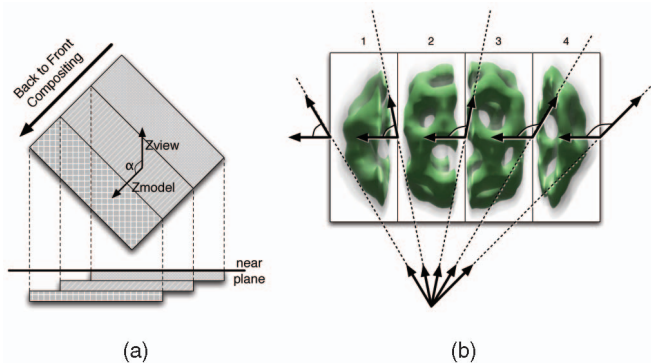 Back to Front
Compositing
Zview
α
Zmodel
near
plane
(a)
1 2 3 4
(b)